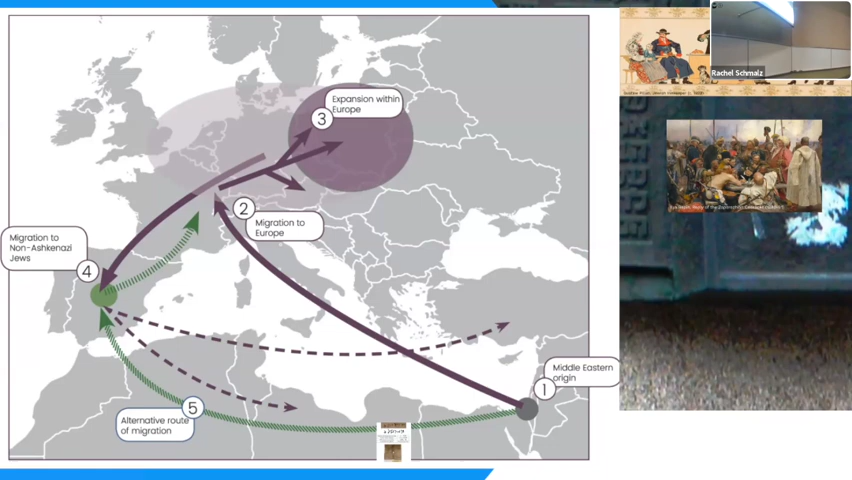 Expansion within
Europe
3
2
Migration to
Europe
Migration to
Non-Ashkenazi
Jews
4
Middle Eastern
origin
1
5
Alternative route
of migration
Rachel Schmalz